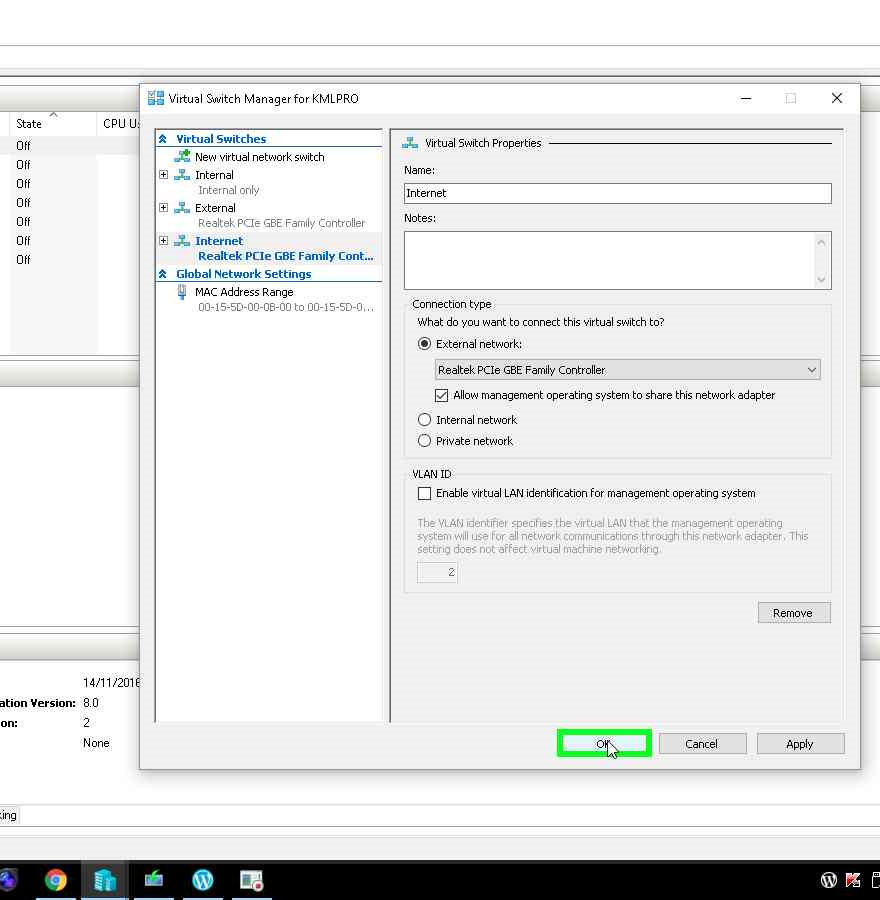 Virtual Switch Manager for KMLPRO
State
CPU U
Off
Off
Off
Off
Off
Off
Off
Virtual Switches
New virtual network switch
Internal
Internal only
External
Realtek PCIe GBE Family Controller
Internet
Realtek PCIe GBE Family Cont...
Global Network Settings
MAC Address Range
00-15-5D-00-0B-00 to 00-15-5D-0...
Virtual Switch Properties
Name:
Internet
Notes:
Connection type
What do you want to connect this virtual switch to?
External network:
Realtek PCIe GBE Family Controller
Allow management operating system to share this network adapter
Internal network
Private network
VLAN ID
Enable virtual LAN identification for management operating system
The VLAN identifier specifies the virtual LAN that the management operating
system will use for all network communications through this network adapter. This
setting does not affect virtual machine networking.
2
Remove
OK
Cancel
Apply
14/11/2016
ation Version: 8.0
on: 2
None
king